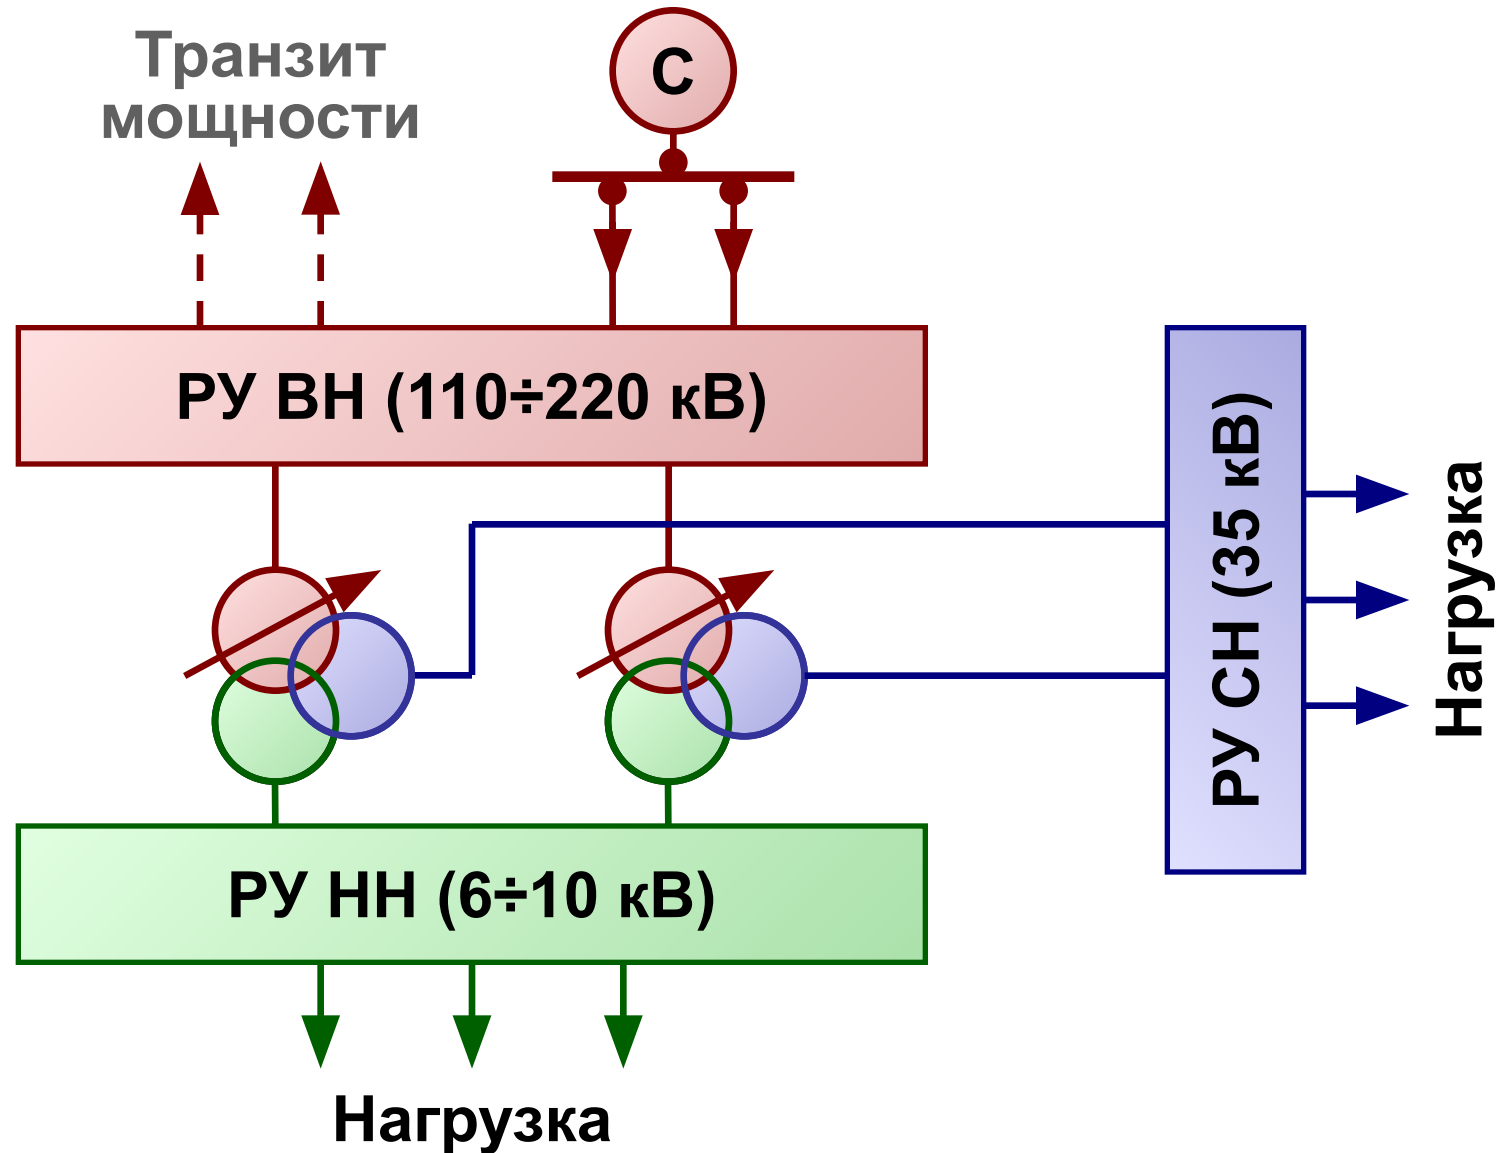 Транзит
мощности
С
РУ ВН (110÷220 кВ)
РУ СН (35 кВ)
Нагрузка
РУ НН (6÷10 кВ)
Нагрузка